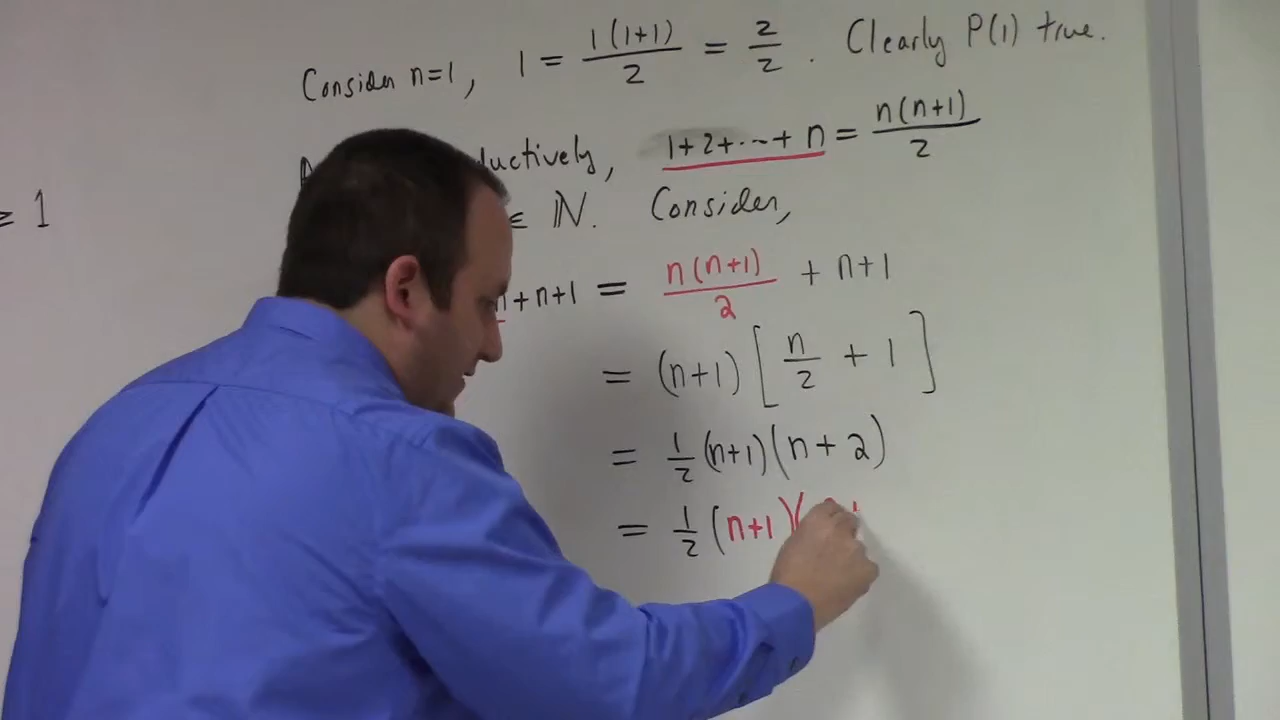 Consider n=1, 1 = 1(1+1)/2 = 2/2 . Clearly P(1) true.
1+2+...+ n = n(n+1)/2
≥ 1
∈ ℕ. Consider,
n+n+1 = n(n+1)/2 + n+1
= (n+1) [ n/2 + 1 ]
= 1/2 (n+1)(n+2)
= 1/2 (n+1)(